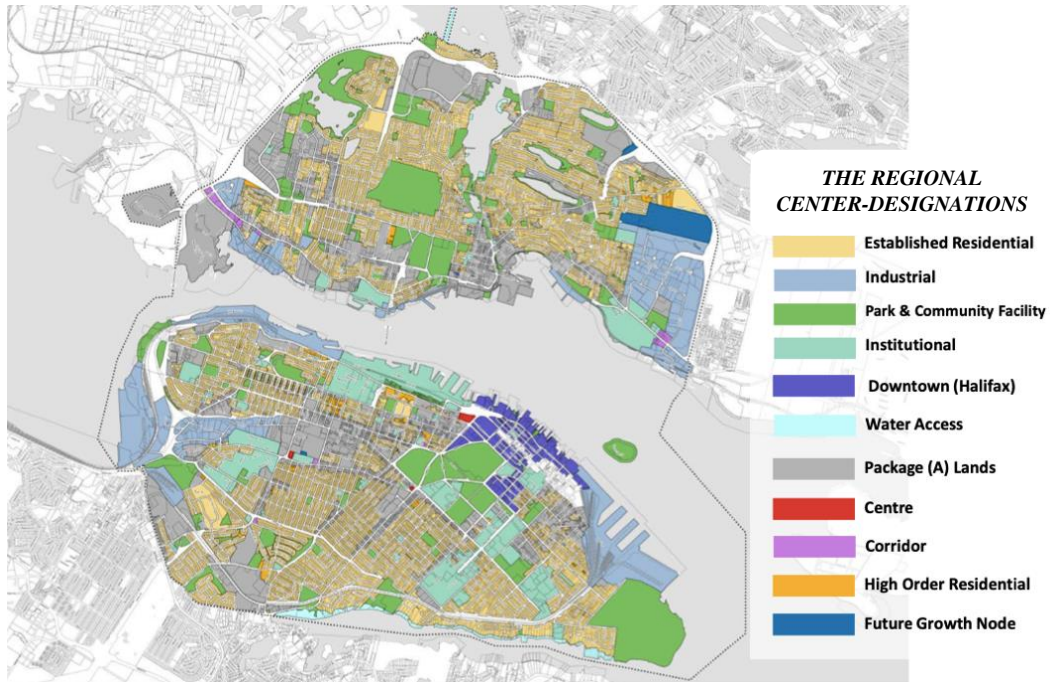 THE REGIONAL
CENTER-DESIGNATIONS
Established Residential
Industrial
Park & Community Facility
Institutional
Downtown (Halifax)
Water Access
Package (A) Lands
Centre
Corridor
High Order Residential
Future Growth Node